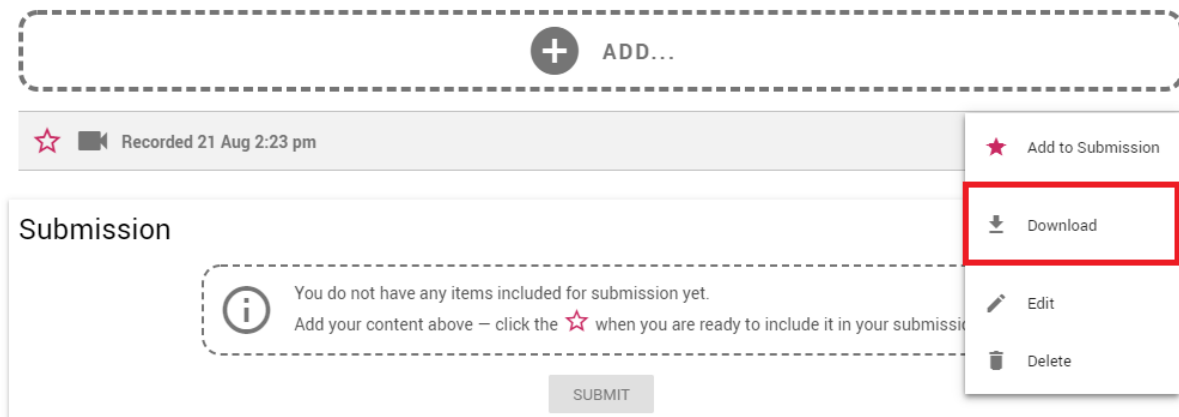 ADD...
Recorded 21 Aug 2:23 pm
Add to Submission
Download
Edit
Delete
Submission
You do not have any items included for submission yet.
Add your content above – click the when you are ready to include it in your
SUBMIT